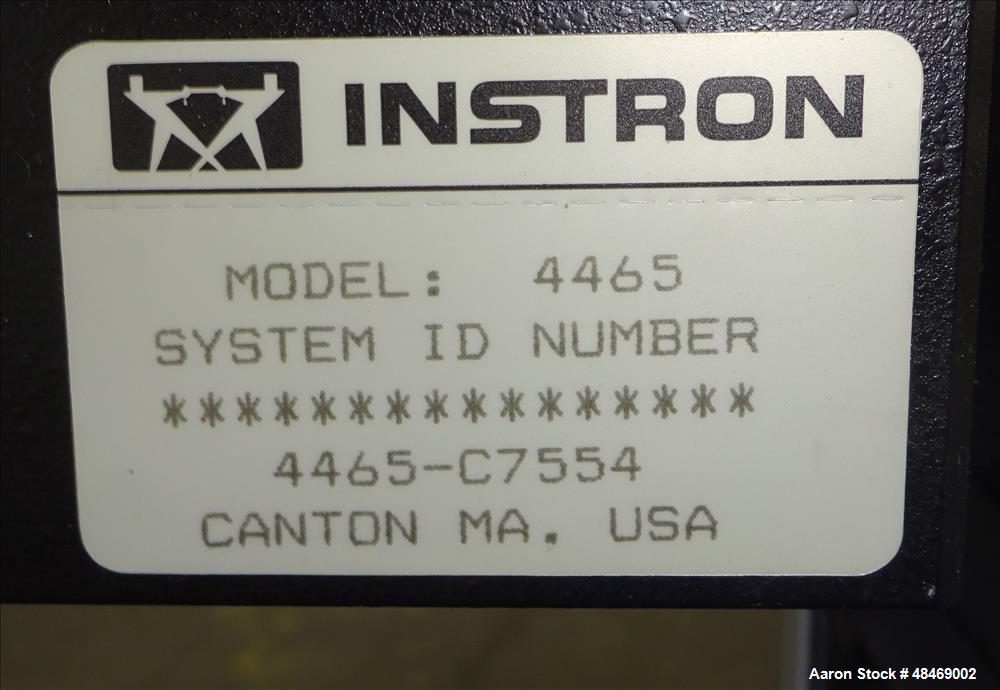 INSTRON
MODEL: 4465
SYSTEM ID NUMBER
****************
4465-C7554
CANTON MA. USA
Aaron Stock # 48469002